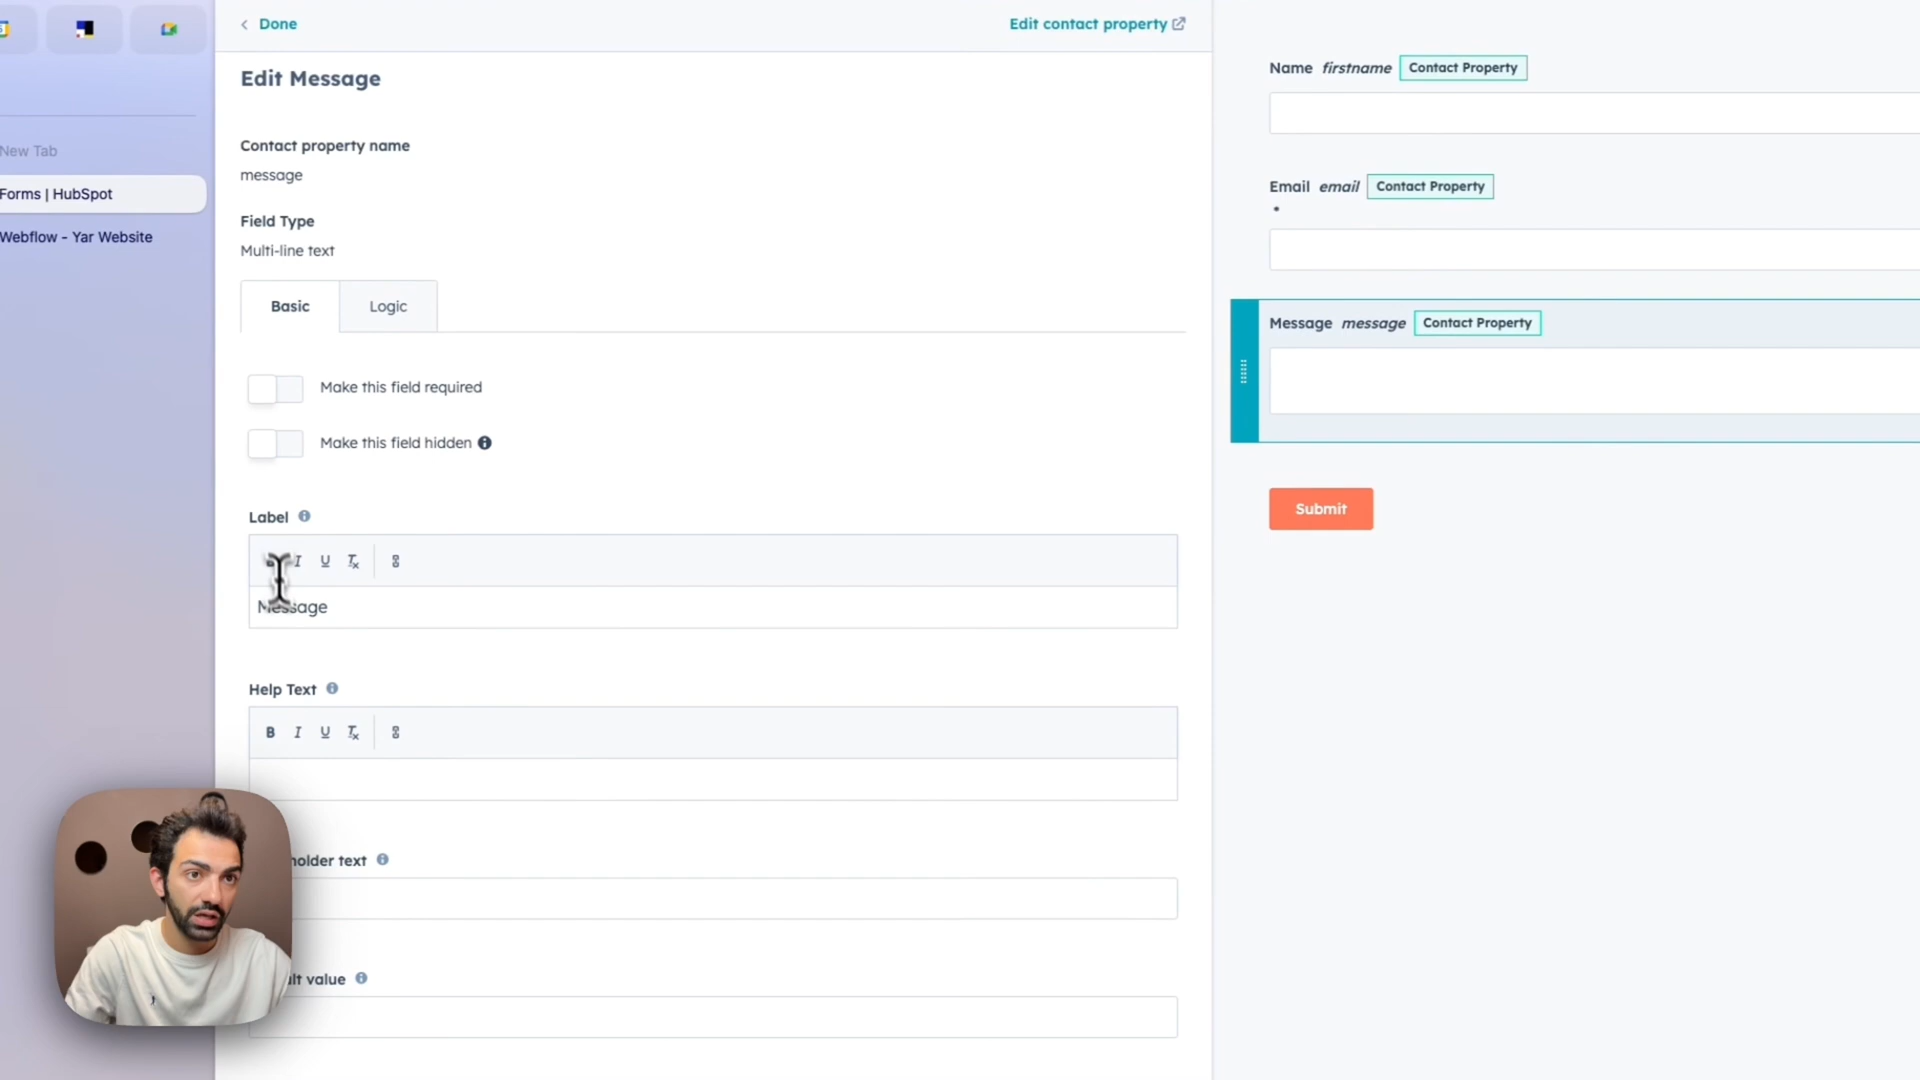 Done
Edit contact property
Edit Message
Contact property name
message
Field Type
Multi-line text
Basic
Logic
Make this field required
Make this field hidden
Label
I U Tx
Message
Help Text
B I U Tx
holder text
lt value
New Tab
Forms | HubSpot
Webflow - Yar Website
Name firstname Contact Property
Email email Contact Property
*
Message message Contact Property
Submit